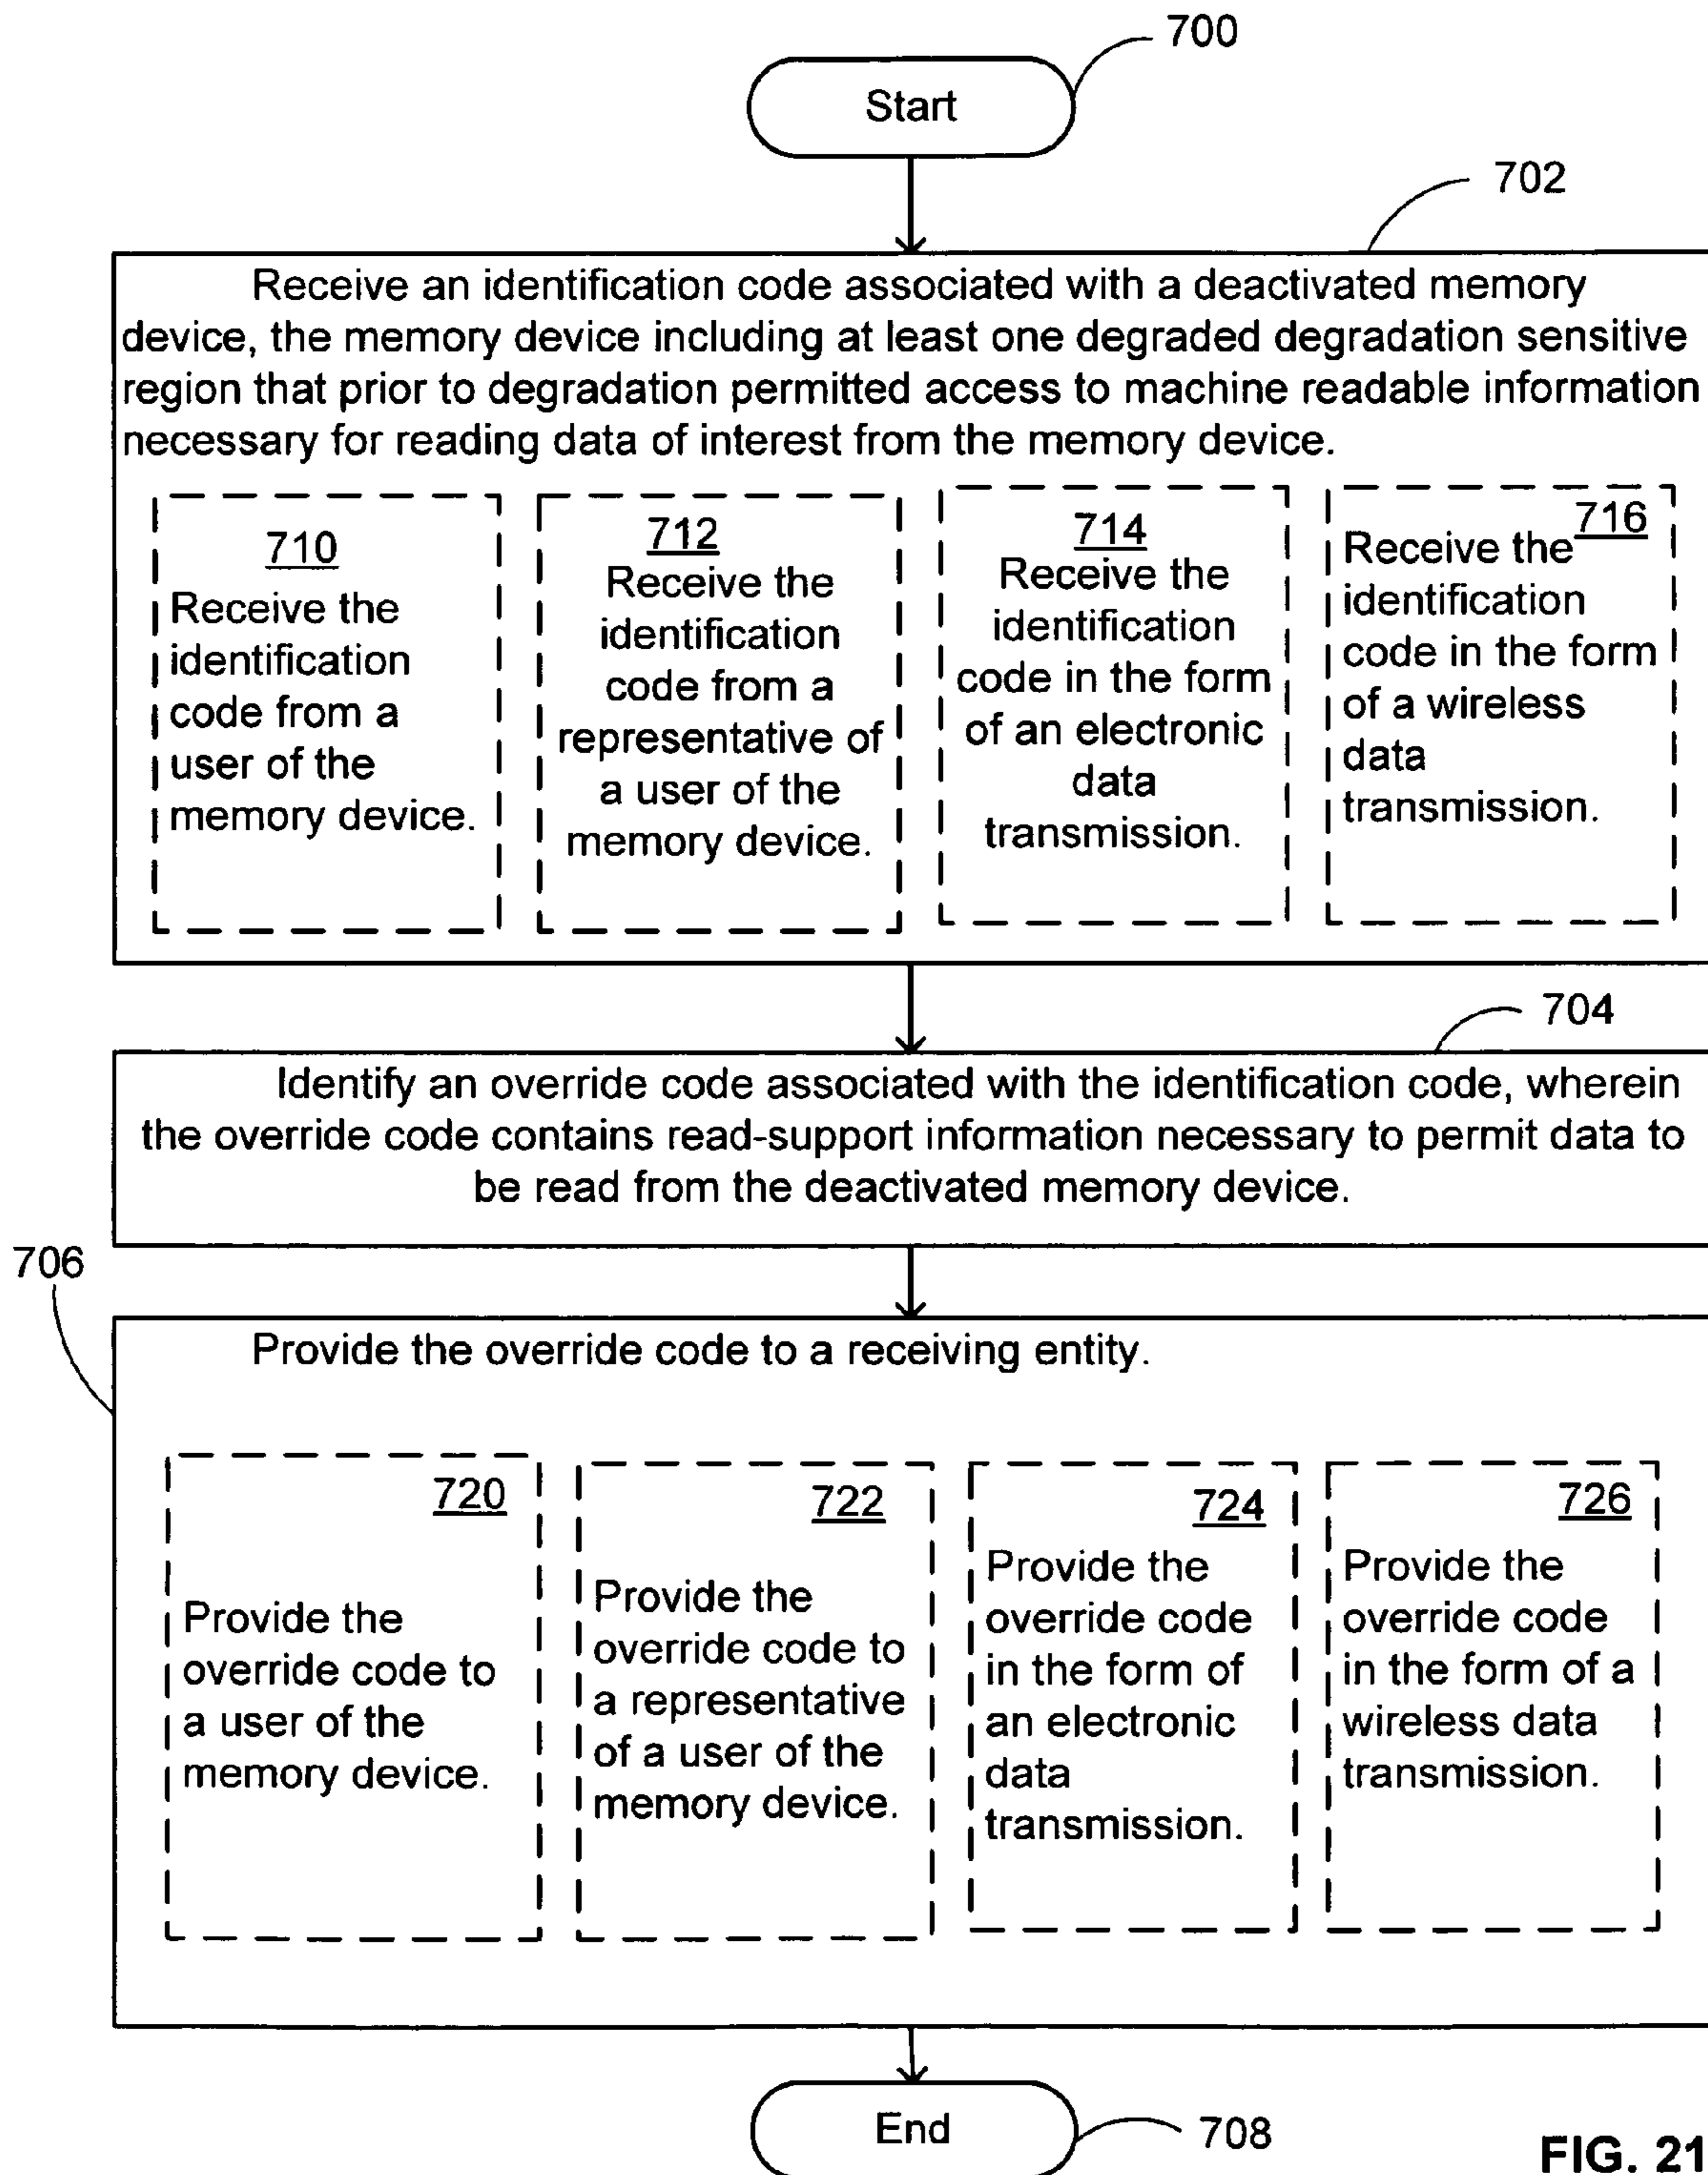 700
Start
702
Receive an identification code associated with a deactivated memory
device, the memory device including at least one degraded degradation sensitive
region that prior to degradation permitted access to machine readable information
necessary for reading data of interest from the memory device.
710
Receive the
identification
code from a
user of the
memory device.
712
Receive the
identification
code from a
representative of
a user of the
memory device.
714
Receive the
identification
code in the form
of an electronic
data
transmission.
716
Receive the
identification
code in the form
of a wireless
data
transmission.
704
Identify an override code associated with the identification code, wherein
the override code contains read-support information necessary to permit data to
be read from the deactivated memory device.
706
Provide the override code to a receiving entity.
720
Provide the
override code to
a user of the
memory device.
722
Provide the
override code to
a representative
of a user of the
memory device.
724
Provide the
override code
in the form of
an electronic
data
transmission.
726
Provide the
override code
in the form of a
wireless data
transmission.
End
708
FIG. 21